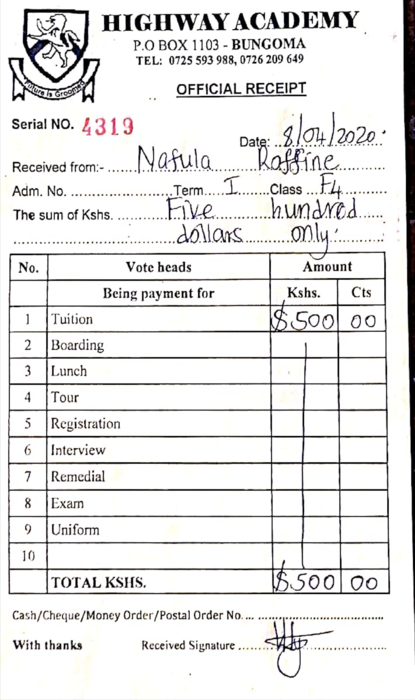 HIGHWAY ACADEMY
P.O BOX 1103 - BUNGOMA
TEL: 0725 593 988, 0726 209 649
Future is Groomed
OFFICIAL RECEIPT
Serial NO. 4319
Date: 8/04/2020
Received from:- Nafula Roffine
Adm. No. Term I Class F4
The sum of Kshs. Five hundred
dollars only.
No. Vote heads Amount
Being payment for Kshs. Cts
1 Tuition $500 00
2 Boarding
3 Lunch
4 Tour
5 Registration
6 Interview
7 Remedial
8 Exam
9 Uniform
10
TOTAL KSHS. $500 00
Cash/Cheque/Money Order/Postal Order No....
With thanks Received Signature